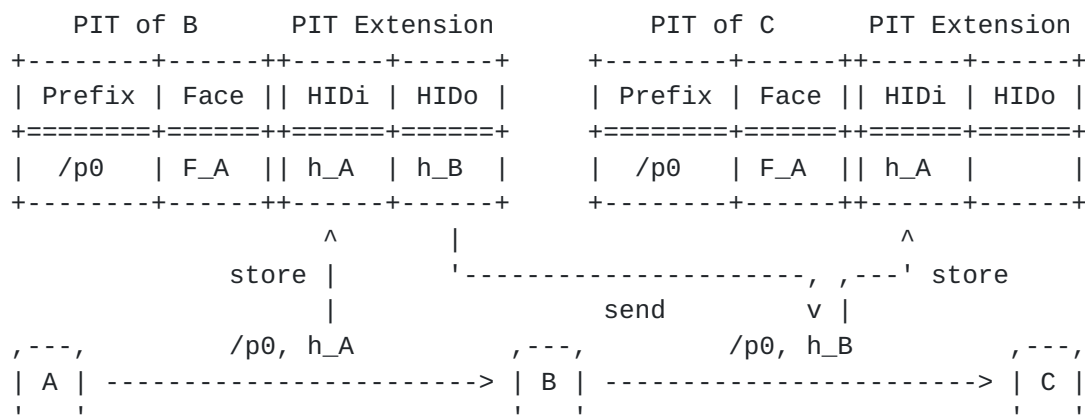 PIT of B PIT Extension PIT of C PIT Extension
| Prefix | Face || HIDi | HIDo | | Prefix | Face || HIDi | HIDo |
| /p0 | F_A || h_A | h_B | | /p0 | F_A || h_A | |
store | '----------------------, ,---' store
| send v |
,---, /p0, h_A ,---, /p0, h_B ,---,
| A | ------------------------> | B | ------------------------> | C |